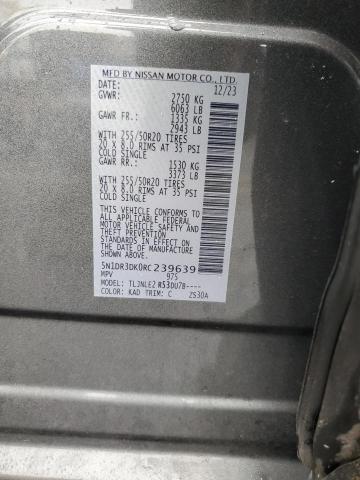 MFD BY NISSAN MOTOR CO., LTD.
DATE: 12/23
GVWR: 2750 KG
6063 LB
GAWR FR.: 1335 KG
2943 LB
WITH 255/50R20 TIRES
20 X 8.0 RIMS AT 35 PSI
COLD SINGLE
GAWR RR.: 1530 KG
3373 LB
WITH 255/50R20 TIRES
20 X 8.0 RIMS AT 35 PSI
COLD SINGLE
THIS VEHICLE CONFORMS
TO ALL APPLICABLE FEDERAL
MOTOR VEHICLE SAFETY AND
THEFT PREVENTION
STANDARDS IN EFFECT ON THE
DATE OF MANUFACTURE
SHOWN ABOVE.
5N1DR3DK0RC239639
MPV 975
MODEL: TLJNLE2 R53DU7B----
COLOR: KAD TRIM: C ZS30A